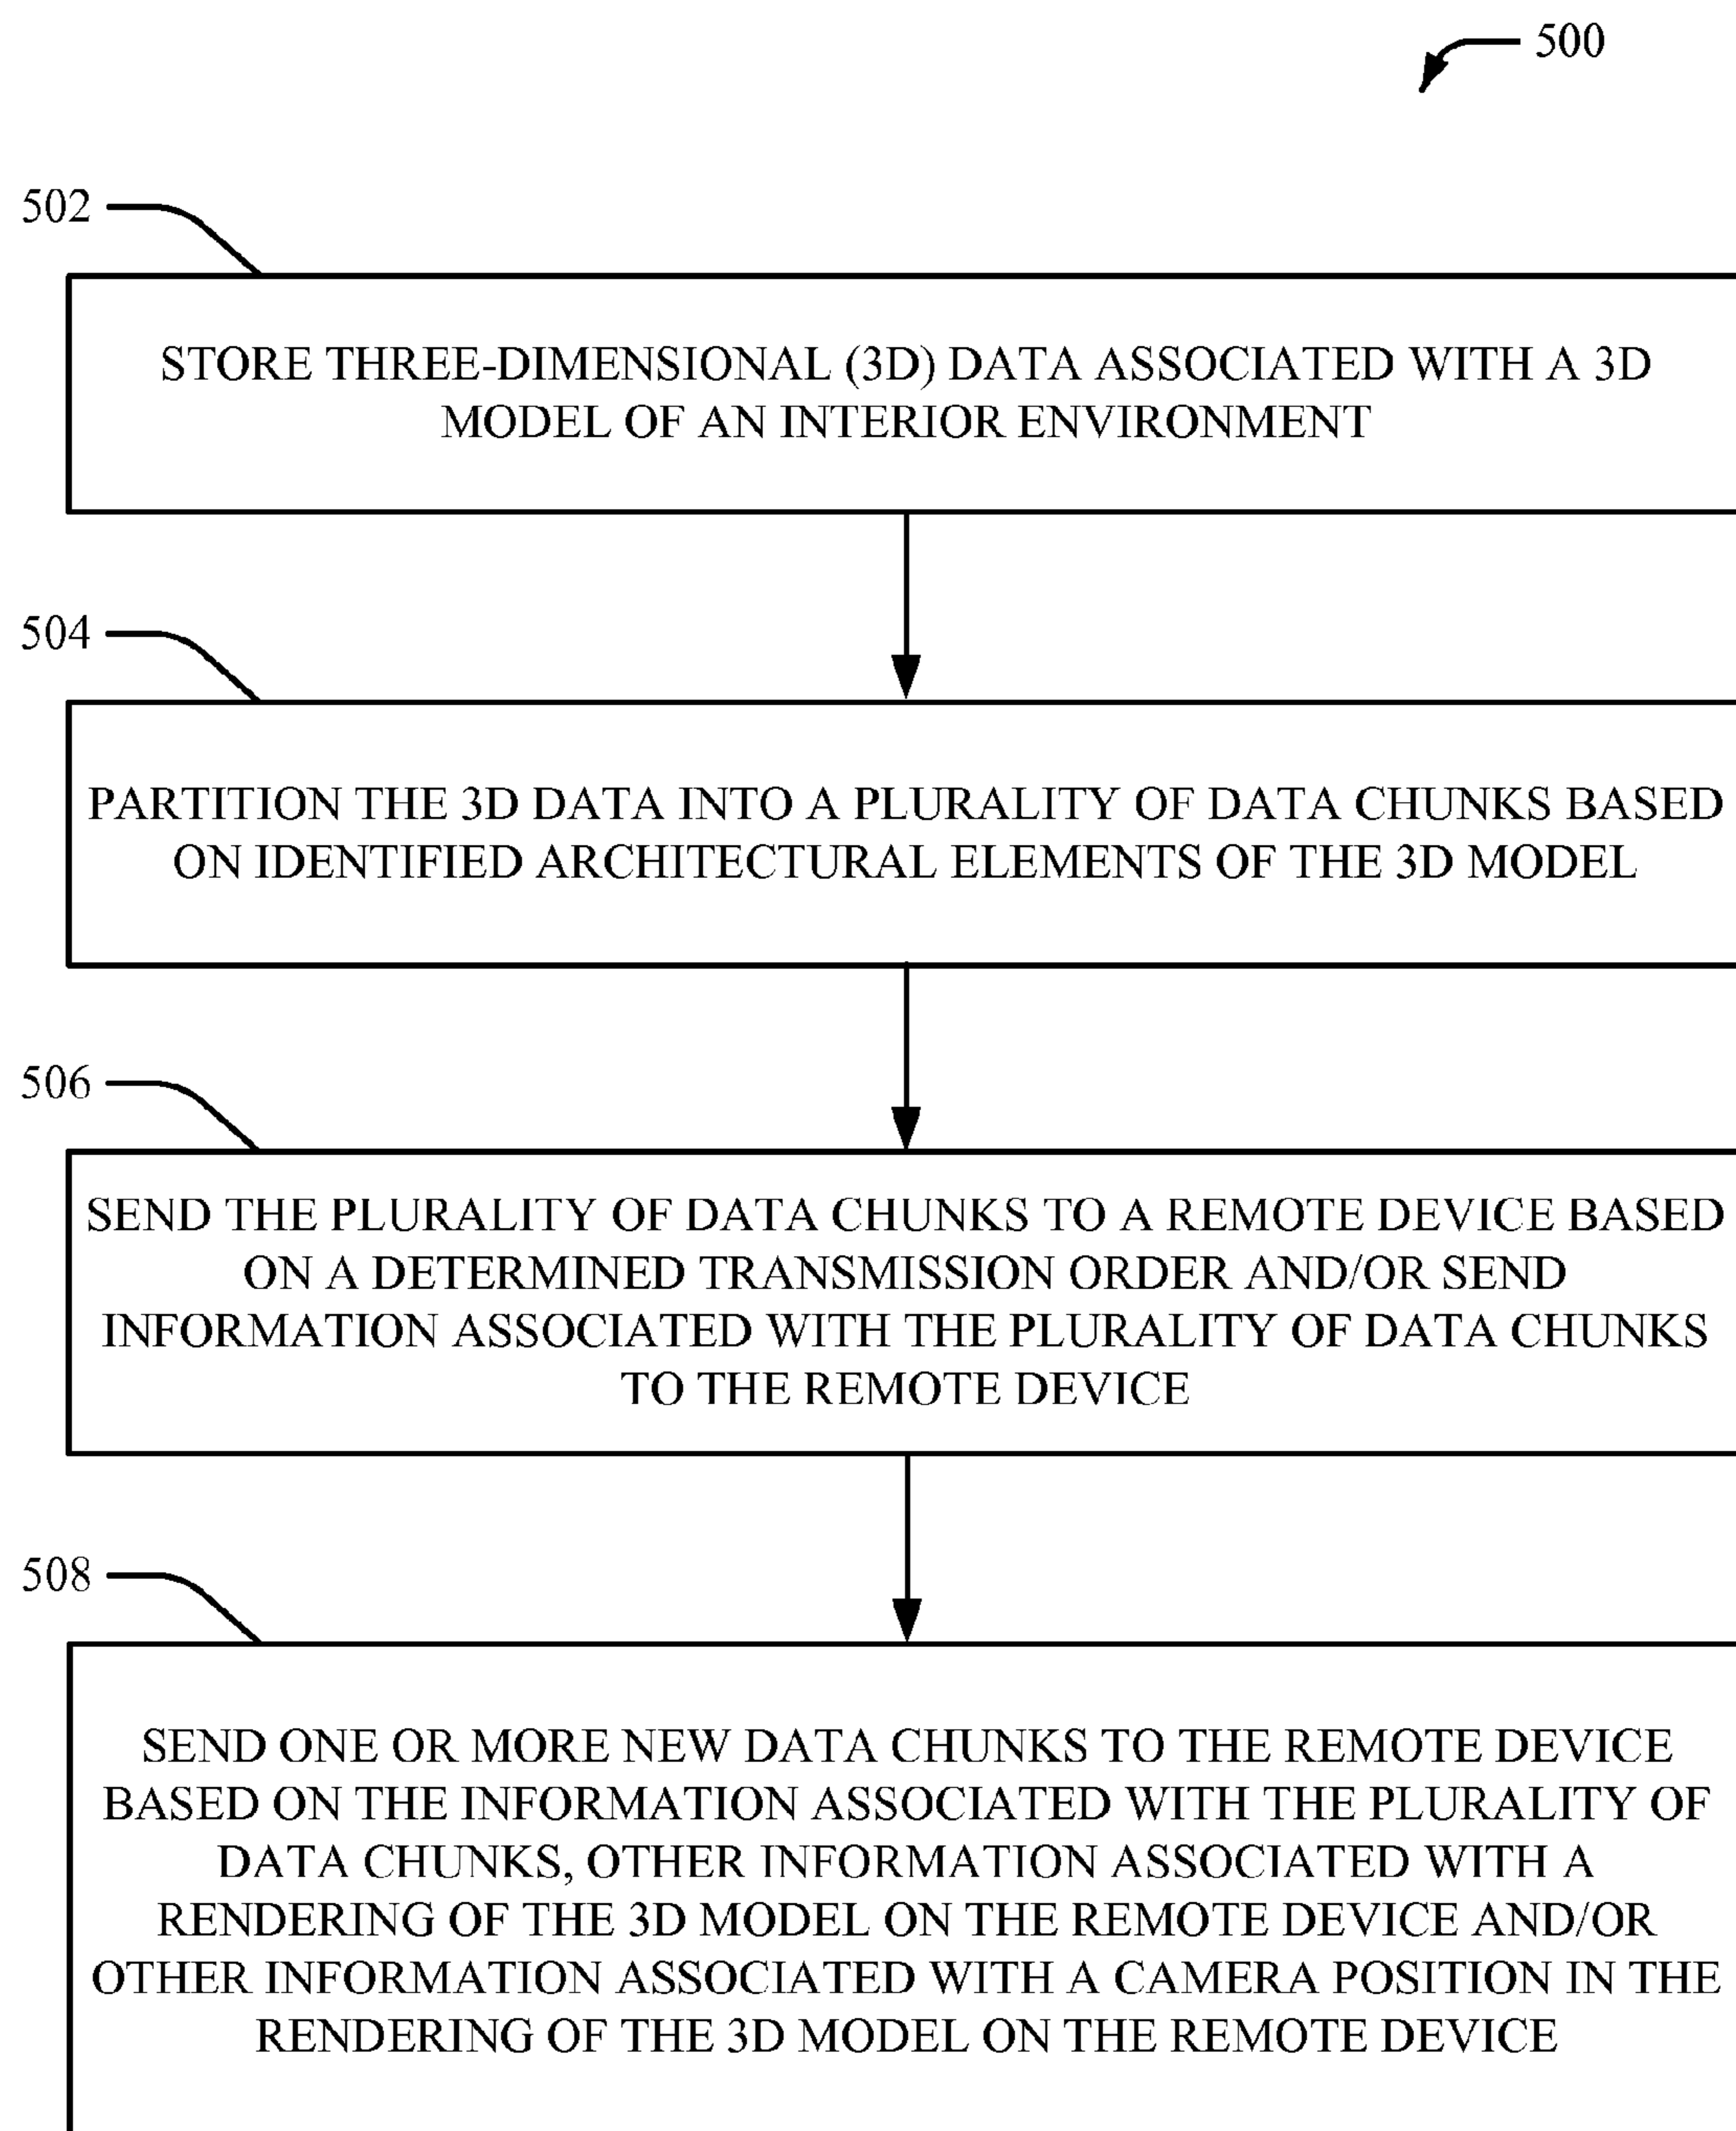 500
502
STORE THREE-DIMENSIONAL (3D) DATA ASSOCIATED WITH A 3D
MODEL OF AN INTERIOR ENVIRONMENT
504
PARTITION THE 3D DATA INTO A PLURALITY OF DATA CHUNKS BASED
ON IDENTIFIED ARCHITECTURAL ELEMENTS OF THE 3D MODEL
506
SEND THE PLURALITY OF DATA CHUNKS TO A REMOTE DEVICE BASED
ON A DETERMINED TRANSMISSION ORDER AND/OR SEND
INFORMATION ASSOCIATED WITH THE PLURALITY OF DATA CHUNKS
TO THE REMOTE DEVICE
508
SEND ONE OR MORE NEW DATA CHUNKS TO THE REMOTE DEVICE
BASED ON THE INFORMATION ASSOCIATED WITH THE PLURALITY OF
DATA CHUNKS, OTHER INFORMATION ASSOCIATED WITH A
RENDERING OF THE 3D MODEL ON THE REMOTE DEVICE AND/OR
OTHER INFORMATION ASSOCIATED WITH A CAMERA POSITION IN THE
RENDERING OF THE 3D MODEL ON THE REMOTE DEVICE